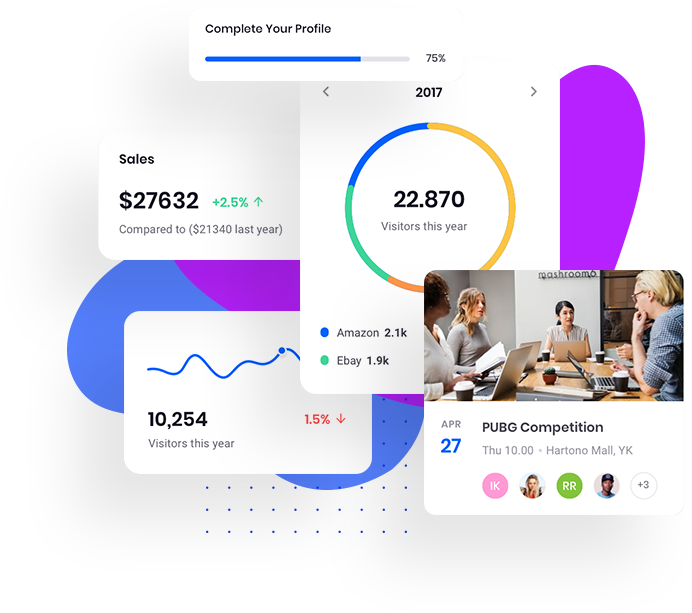 Complete Your Profile
75%
2017
Sales
$27632 +2.5%
Compared to ($21340 last year)
22.870
Visitors this year
Amazon 2.1k
Ebay 1.9k
10,254 1.5%
Visitors this year
mashroom6
APR
27
PUBG Competition
Thu 10.00 • Hartono Mall, YK
IK
RR
+3